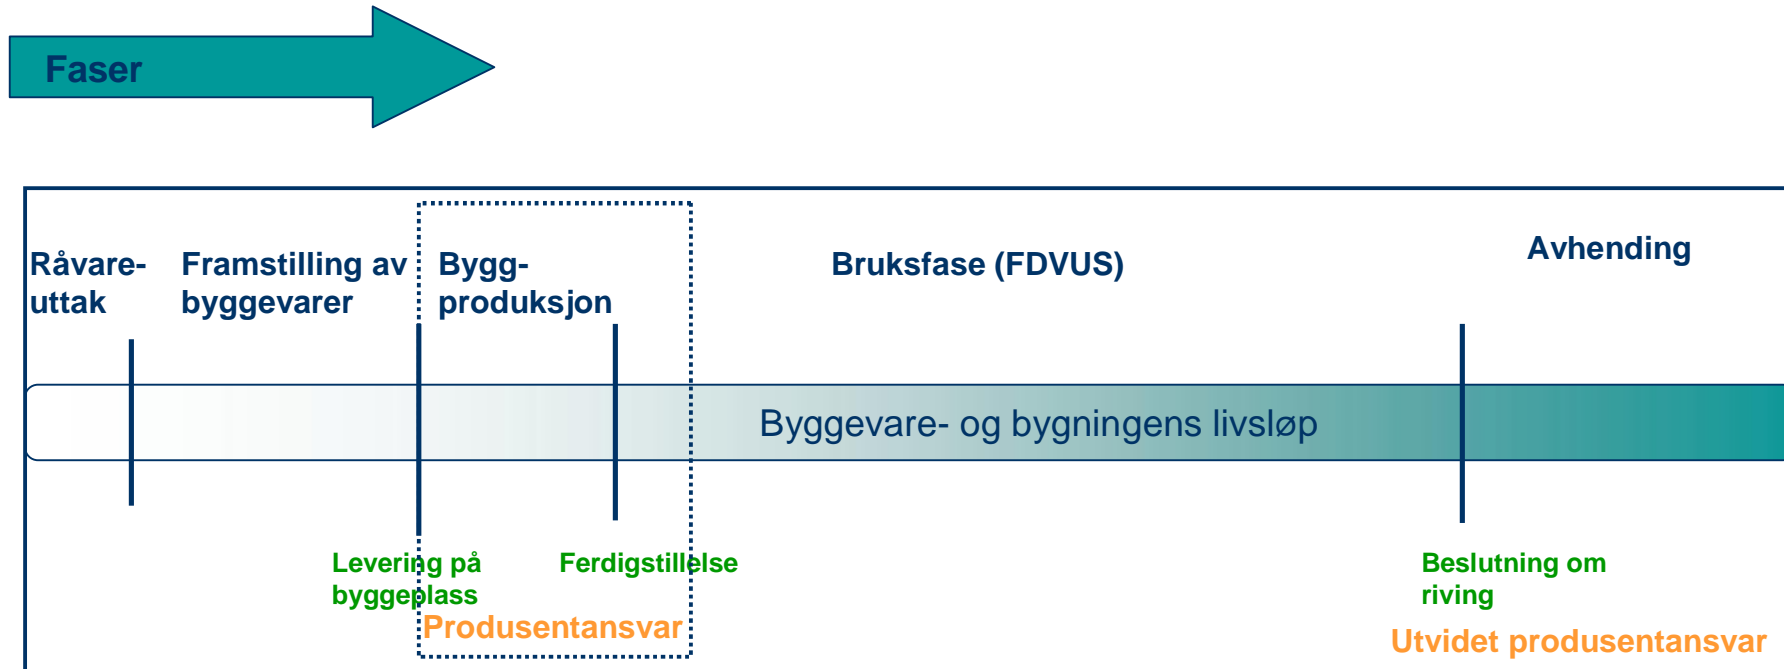 Faser
Råvare-
uttak
Framstilling av
byggevarer
Bygg-
produksjon
Bruksfase (FDVUS)
Avhending
Byggevare- og bygningens livsløp
Levering på
byggeplass
Ferdigstillelse
Beslutning om
riving
Produsentansvar
Utvidet produsentansvar